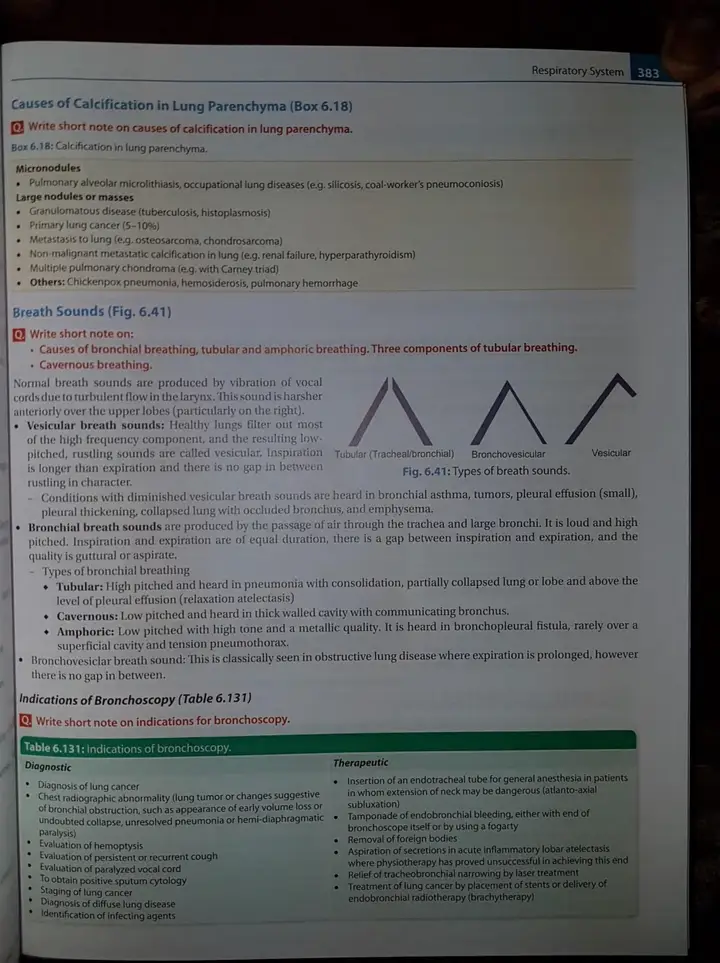 Respiratory System 383
Causes of Calcification in Lung Parenchyma (Box 6.18)
Q. Write short note on causes of calcification in lung parenchyma.
Box 6.18: Calcification in lung parenchyma.
Micronodules
• Pulmonary alveolar microlithiasis, occupational lung diseases (e.g. silicosis, coal-worker's pneumoconiosis)
Large nodules or masses
• Granulomatous disease (tuberculosis, histoplasmosis)
• Primary lung cancer (5–10%)
• Metastasis to lung (e.g. osteosarcoma, chondrosarcoma)
• Non-malignant metastatic calcification in lung (e.g. renal failure, hyperparathyroidism)
• Multiple pulmonary chondroma (e.g. with Carney triad)
• Others: Chickenpox pneumonia, hemosiderosis, pulmonary hemorrhage
Breath Sounds (Fig. 6.41)
Q. Write short note on:
• Causes of bronchial breathing, tubular and amphoric breathing. Three components of tubular breathing.
• Cavernous breathing.
Normal breath sounds are produced by vibration of vocal
cords due to turbulent flow in the larynx. This sound is harsher
anteriorly over the upper lobes (particularly on the right).
• Vesicular breath sounds: Healthy lungs filter out most
of the high frequency component, and the resulting low-
pitched, rustling sounds are called vesicular. Inspiration
is longer than expiration and there is no gap in between
rustling in character.
Tubular (Tracheal/bronchial) Bronchovesicular Vesicular
Fig. 6.41: Types of breath sounds.
– Conditions with diminished vesicular breath sounds are heard in bronchial asthma, tumors, pleural effusion (small),
pleural thickening, collapsed lung with occluded bronchus, and emphysema.
• Bronchial breath sounds are produced by the passage of air through the trachea and large bronchi. It is loud and high
pitched. Inspiration and expiration are of equal duration, there is a gap between inspiration and expiration, and the
quality is guttural or aspirate.
– Types of bronchial breathing
◆ Tubular: High pitched and heard in pneumonia with consolidation, partially collapsed lung or lobe and above the
level of pleural effusion (relaxation atelectasis)
◆ Cavernous: Low pitched and heard in thick walled cavity with communicating bronchus.
◆ Amphoric: Low pitched with high tone and a metallic quality. It is heard in bronchopleural fistula, rarely over a
superficial cavity and tension pneumothorax.
• Bronchovesiclar breath sound: This is classically seen in obstructive lung disease where expiration is prolonged, however
there is no gap in between.
Indications of Bronchoscopy (Table 6.131)
Q. Write short note on indications for bronchoscopy.
Table 6.131: Indications of bronchoscopy.
Diagnostic
• Diagnosis of lung cancer
• Chest radiographic abnormality (lung tumor or changes suggestive
of bronchial obstruction, such as appearance of early volume loss or
undoubted collapse, unresolved pneumonia or hemi-diaphragmatic
paralysis)
• Evaluation of hemoptysis
• Evaluation of persistent or recurrent cough
• Evaluation of paralyzed vocal cord
• To obtain positive sputum cytology
• Staging of lung cancer
• Diagnosis of diffuse lung disease
• Identification of infecting agents
Therapeutic
• Insertion of an endotracheal tube for general anesthesia in patients
in whom extension of neck may be dangerous (atlanto-axial
subluxation)
• Tamponade of endobronchial bleeding, either with end of
bronchoscope itself or by using a fogarty
• Removal of foreign bodies
• Aspiration of secretions in acute inflammatory lobar atelectasis
where physiotherapy has proved unsuccessful in achieving this end
• Relief of tracheobronchial narrowing by laser treatment
• Treatment of lung cancer by placement of stents or delivery of
endobronchial radiotherapy (brachytherapy)